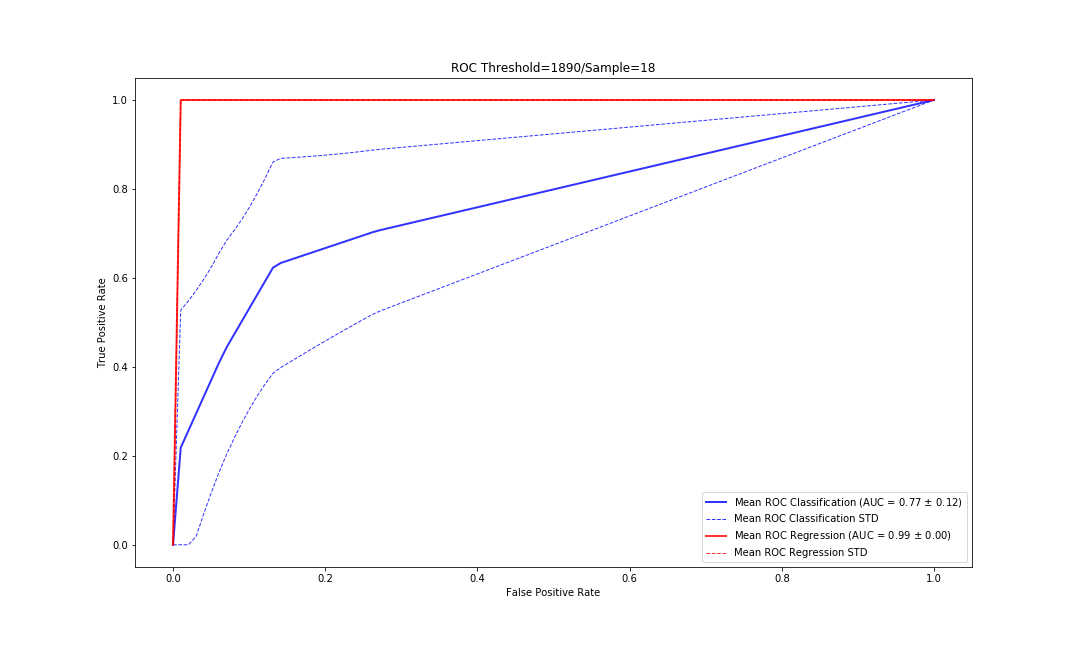 ROC Threshold=1890/Sample=18
True Positive Rate
1.0
0.8
0.6
0.4
0.2
0.0
0.0 0.2 0.4 0.6 0.8 1.0
False Positive Rate
Mean ROC Classification (AUC = 0.77 ± 0.12)
Mean ROC Classification STD
Mean ROC Regression (AUC = 0.99 ± 0.00)
Mean ROC Regression STD